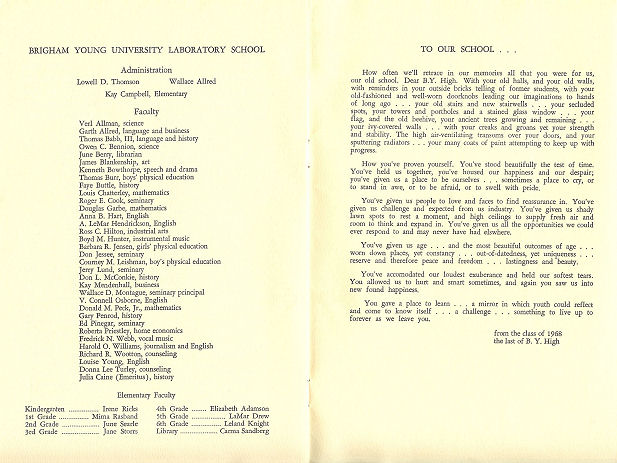 BRIGHAM YOUNG UNIVERSITY LABORATORY SCHOOL
Administration
Lowell D. Thomson Wallace Allred
Kay Campbell, Elementary
Faculty
Verl Allman, science
Garth Allred, language and business
Thomas Babb, III, language and history
Owen C. Bennion, science
June Berry, librarian
James Blankenship, art
Kenneth Bowthorpe, speech and drama
Thomas Burr, boys' physical education
Faye Buttle, history
Louis Chatterley, mathematics
Roger E. Cook, seminary
Douglas Garbe, mathematics
Anna B. Hart, English
A. LeMar Hendrickson, English
Ross C. Hilton, industrial arts
Boyd M. Hunter, instrumental music
Barbara R. Jensen, girls' physical education
Don Jessee, seminary
Courney M. Leishman, boy's physical education
Jerry Lund, seminary
Don L. McConkie, history
Kay Mendenhall, business
Wallace D. Montague, seminary principal
V. Connell Osborne, English
Donald M. Peck, Jr., mathematics
Gary Penrod, history
Ed Pinegar, seminary
Roberta Priestley, home economics
Fredrick N. Webb, vocal music
Harold O. Williams, journalism and English
Richard R. Wootton, counseling
Louise Young, English
Donna Lee Turley, counseling
Julia Caine (Emeritus), history
Elementary Faculty
Kindergarten .............. Irene Ricks
1st Grade .............. Mima Rasband
2nd Grade .................. June Searle
3rd Grade .................. Jane Storrs
4th Grade ....... Elizabeth Adamson
5th Grade ................. LaMar Drew
6th Grade ............... Leland Knight
Library ............... Carma Sandberg
TO OUR SCHOOL . . .
How often we'll retrace in our memories all that you were for us,
our old school. Dear B.Y. High. With your old halls, and your old walls,
with reminders in your outside bricks telling of former students, with your
old-fashioned and well-worn doorknobs leading our imaginations to hands
of long ago . . . your old stairs and new stairwells . . . your secluded
spots, your towers and portholes and a stained glass window . . . your
flag, and the old beehive, your ancient trees growing and remaining . . .
your ivy-covered walls . . . with your creaks and groans yet your strength
and stability. The high air-ventilating transoms over your doors, and your
sputtering radiators . . . your many coats of paint attempting to keep up with
progress.
How you've proven yourself. You've stood beautifully the test of time.
You've held us together, you've housed our happiness and our despair;
you've given us a place to be ourselves . . . sometimes a place to cry, or
to stand in awe, or to be afraid, or to swell with pride.
You've given us people to love and faces to find reassurance in. You've
given us challenge and expected from us industry. You've given us shady
lawn spots to rest a moment, and high ceilings to supply fresh air and
room to think and expand in. You've given us all the opportunities we could
ever respond to and may never have had elsewhere.
You've given us age . . . and the most beautiful outcomes of age . . .
worn down places, yet constancy . . . out-of-datedness, yet uniqueness . . .
reserve and therefore peace and freedom . . . lastingness and beauty.
You've accomodated our loudest exuberance and held our softest tears.
You allowed us to hurt and smart sometimes, and again you saw us into
new found happiness.
You gave a place to learn . . . a mirror in which youth could reflect
and come to know itself . . . a challenge . . . something to live up to
forever as we leave you.
from the class of 1968
the last of B. Y. High